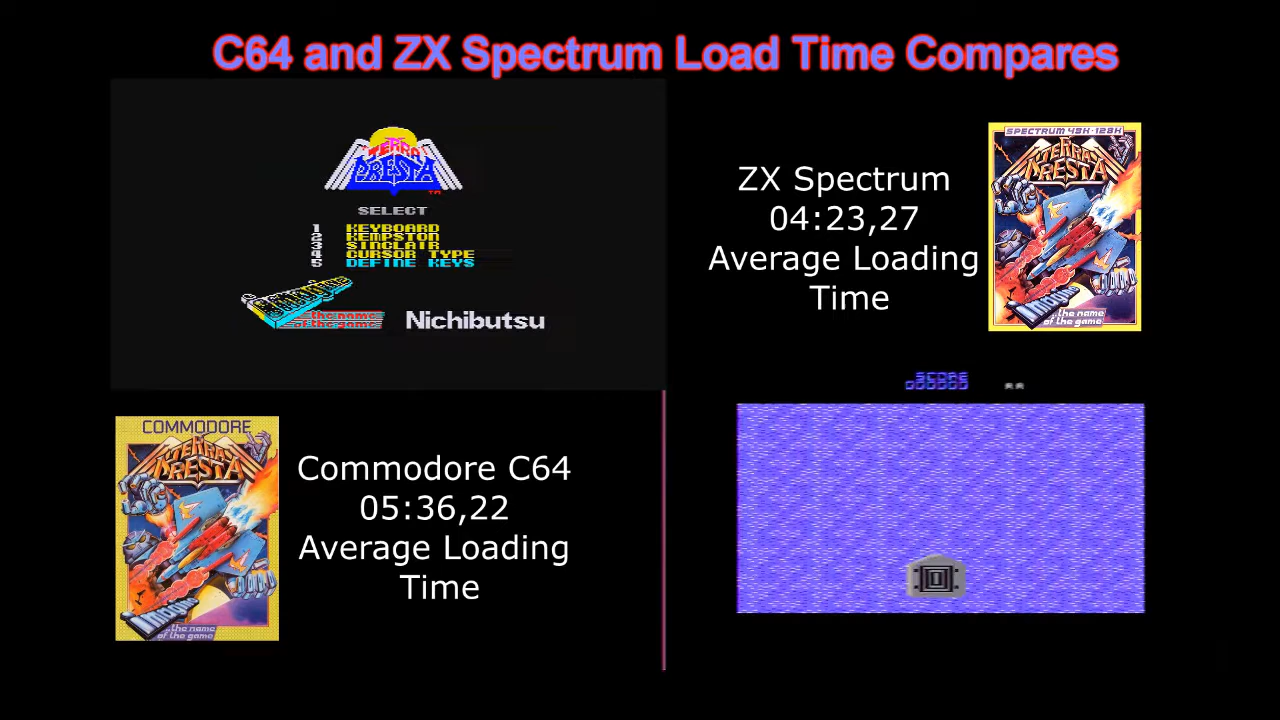 C64 and ZX Spectrum Load Time Compares
TERRA
CRESTA
TM
SELECT
1 KEYBOARD
2 KEMPSTON
3 SINCLAIR
4 CURSOR TYPE
5 DEFINE KEYS
Imagine
the name
of the game
Nichibutsu
ZX Spectrum
04:23,27
Average Loading
Time
SPECTRUM 48K·128K
TERRA
CRESTA
Imagine
the name
of the game
COMMODORE
TERRA
CRESTA
Imagine
the name
of the game
Commodore C64
05:36,22
Average Loading
Time
SCORE
000000